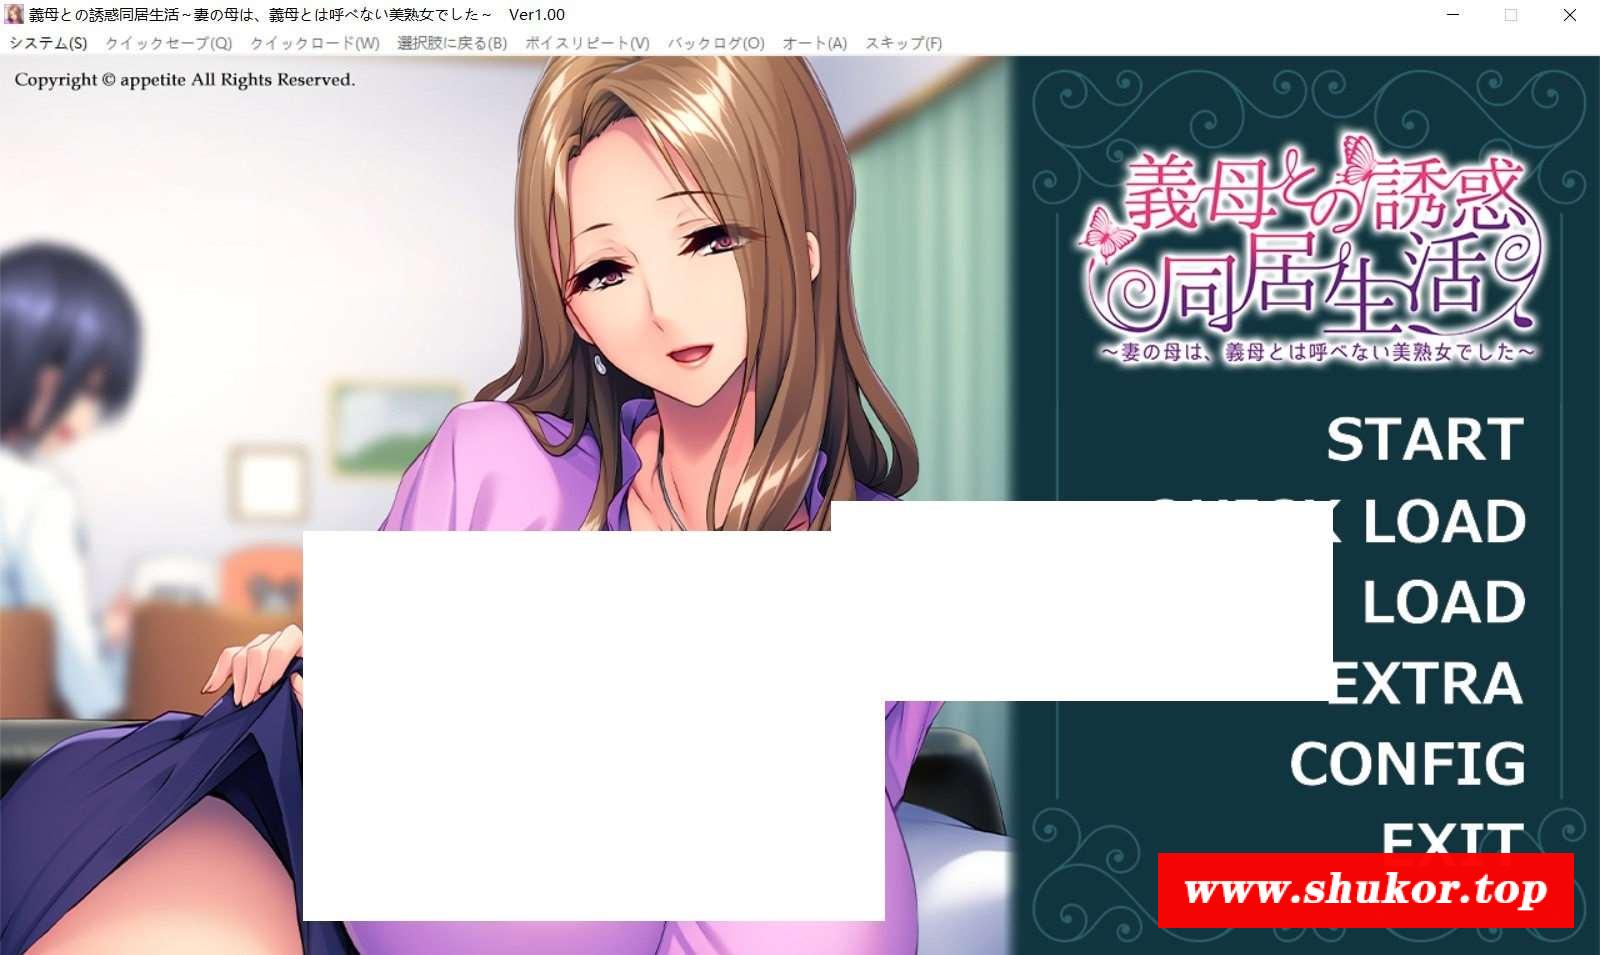 義母との誘惑同居生活～妻の母は、義母とは呼べない美熟女でした～　Ver1.00
システム(S) クイックセーブ(Q) クイックロード(W) 選択肢に戻る(B) ボイスリピート(V) バックログ(O) オート(A) スキップ(F)
Copyright © appetite All Rights Reserved.
義母との誘惑
同居生活
～妻の母は、義母とは呼べない美熟女でした～
START
LOAD
LOAD
EXTRA
CONFIG
EXIT
www.shukor.top